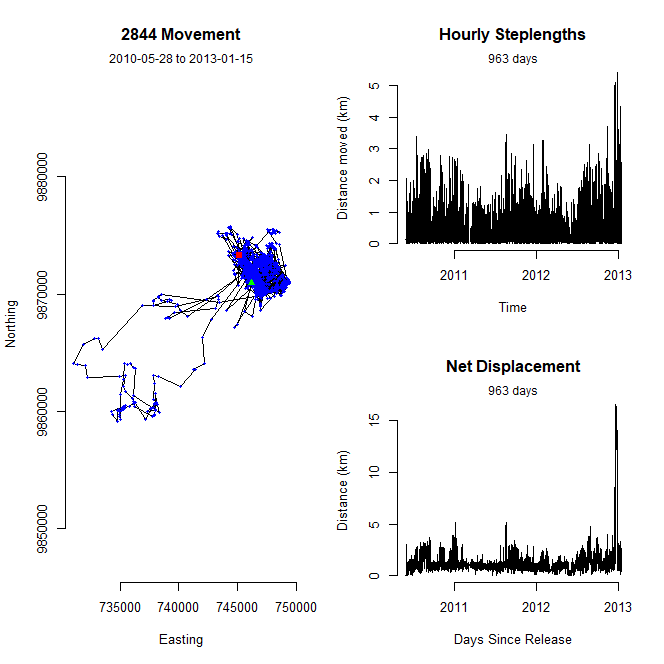 2844 Movement
2010-05-28 to 2013-01-15
9880000
9870000
9860000
9850000
Northing
735000 740000 745000 750000
Easting
Hourly Steplengths
963 days
5
4
3
2
1
0
Distance moved (km)
2011 2012 2013
Time
Net Displacement
963 days
15
10
5
0
Distance (km)
2011 2012 2013
Days Since Release